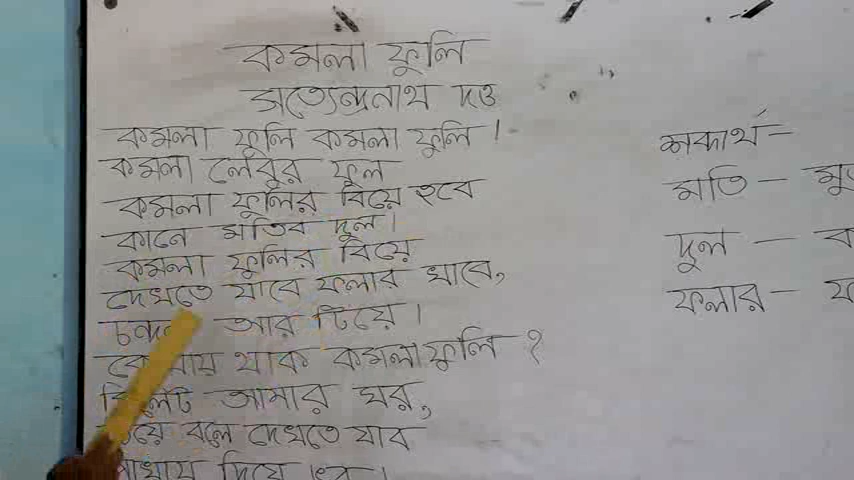 কমলা ফুলি
সত্যেন্দ্রনাথ দত্ত
কমলা ফুলি কমলা ফুলি।
কমলা লেবুর ফুল
কমলা ফুলির বিয়ে হবে
কানে মতির দুল।
কমলা ফুলির বিয়ে
দেখতে যাবে ফলার খাবে,
আর টিয়ে।
থাক কমলাফুলি ?
আমার ঘর,
বলে দেখতে যাব
পাখায় দিয়ে ভর।
শব্দার্থ–
মতি –
দুল –
ফলার –